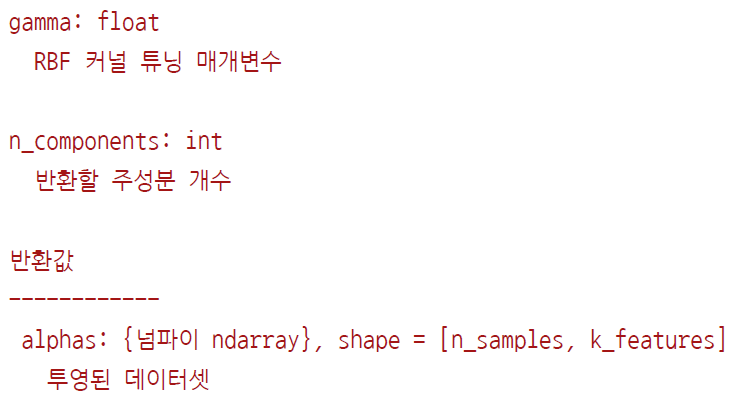 gamma: float
RBF 커널 튜닝 매개변수
n_components: int
반환할 주성분 개수
반환값
------------
alphas: {넘파이 ndarray}, shape = [n_samples, k_features]
투영된 데이터셋